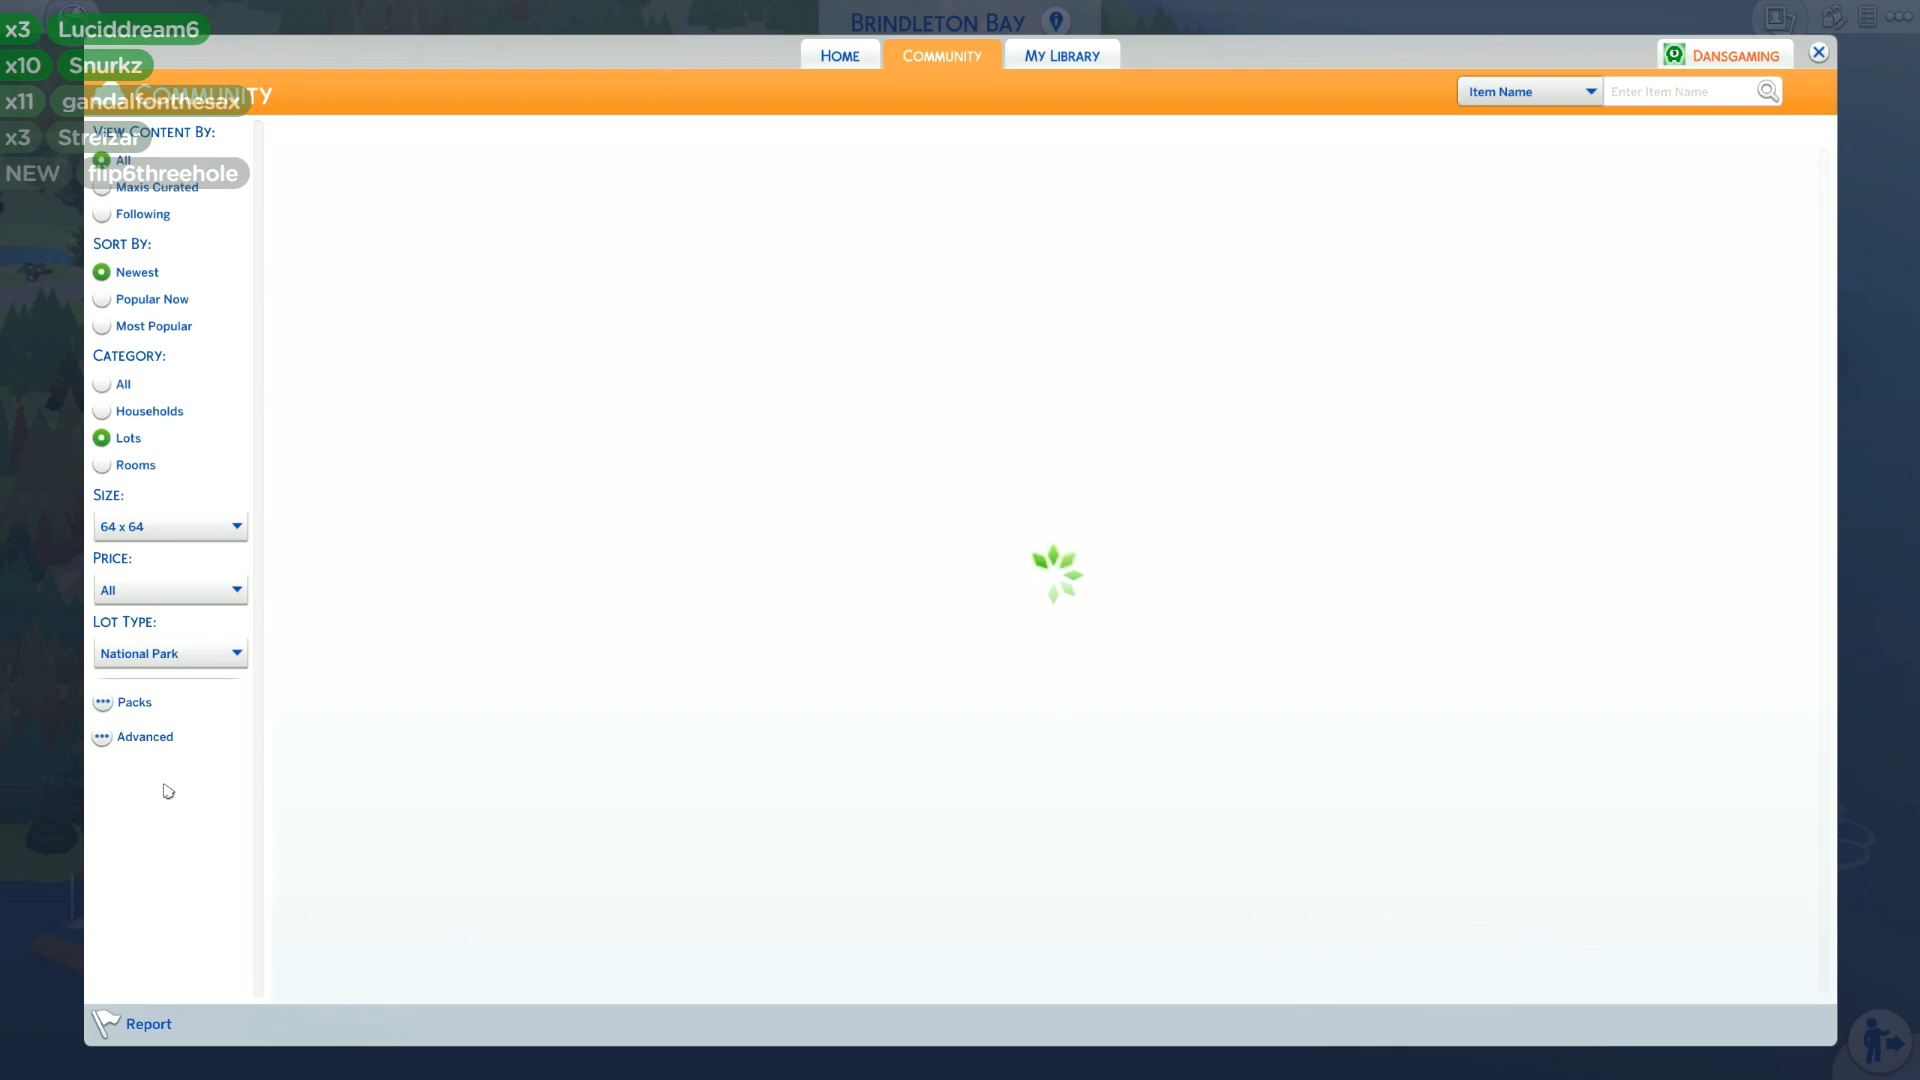 x3 Luciddream6
BRINDLETON BAY
x10 Snurkz
HOME
COMMUNITY
MY LIBRARY
DANSGAMING
x11 gandalfonthesax
COMMUNITY
Item Name
Enter Item Name
x3 Strelzar
VIEW CONTENT BY:
All
NEW flip6threehole
Maxis Curated
Following
SORT BY:
Newest
Popular Now
Most Popular
CATEGORY:
All
Households
Lots
Rooms
SIZE:
64 x 64
PRICE:
All
LOT TYPE:
National Park
Packs
Advanced
Report